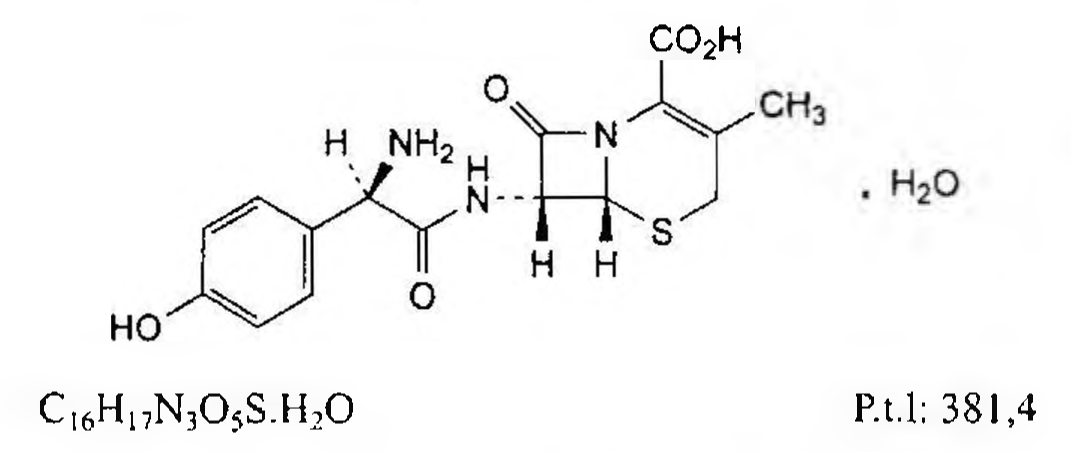 CO₂H
O
N
CH₃
H
NH₂
H
N
S
H
H
O
HO
. H₂O
C₁₆H₁₇N₃O₅S.H₂O
P.t.l: 381,4